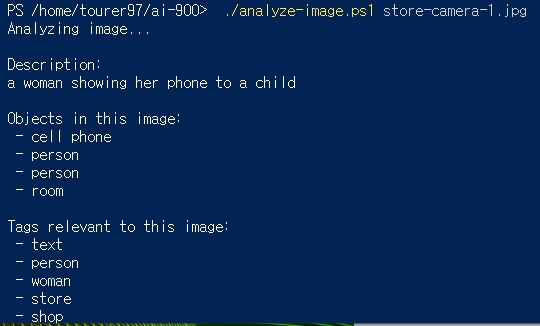 PS /home/tourer97/ai-900> ./analyze-image.ps1 store-camera-1.jpg
Analyzing image...
Description:
a woman showing her phone to a child
Objects in this image:
- cell phone
- person
- person
- room
Tags relevant to this image:
- text
- person
- woman
- store
- shop